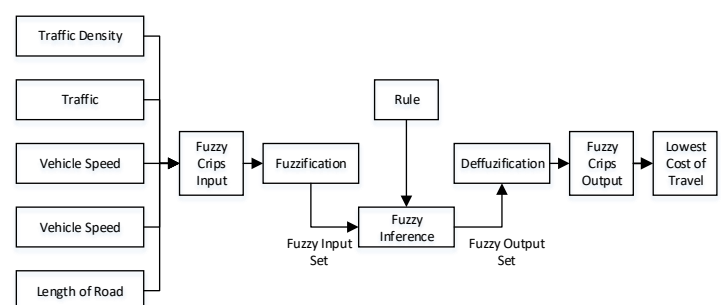 Traffic Density
Traffic
Vehicle Speed
Vehicle Speed
Length of Road
Fuzzy
Crips
Input
Fuzzification
Fuzzy Input
Set
Rule
Fuzzy
Inference
Fuzzy Output
Set
Deffuzification
Fuzzy
Crips
Output
Lowest
Cost of
Travel